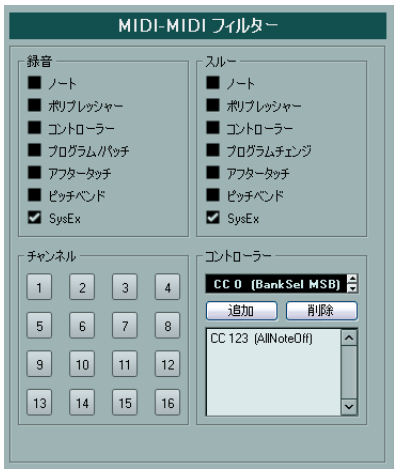 MIDI-MIDI フィルター
録音
ノート
ポリプレッシャー
コントローラー
プログラム/パッチ
アフタータッチ
ピッチベンド
SysEx
スルー
ノート
ポリプレッシャー
コントローラー
プログラムチェンジ
アフタータッチ
ピッチベンド
SysEx
チャンネル
1 2 3 4
5 6 7 8
9 10 11 12
13 14 15 16
コントローラー
CC 0 (BankSel MSB)
追加 削除
CC 123 (AllNoteOff)